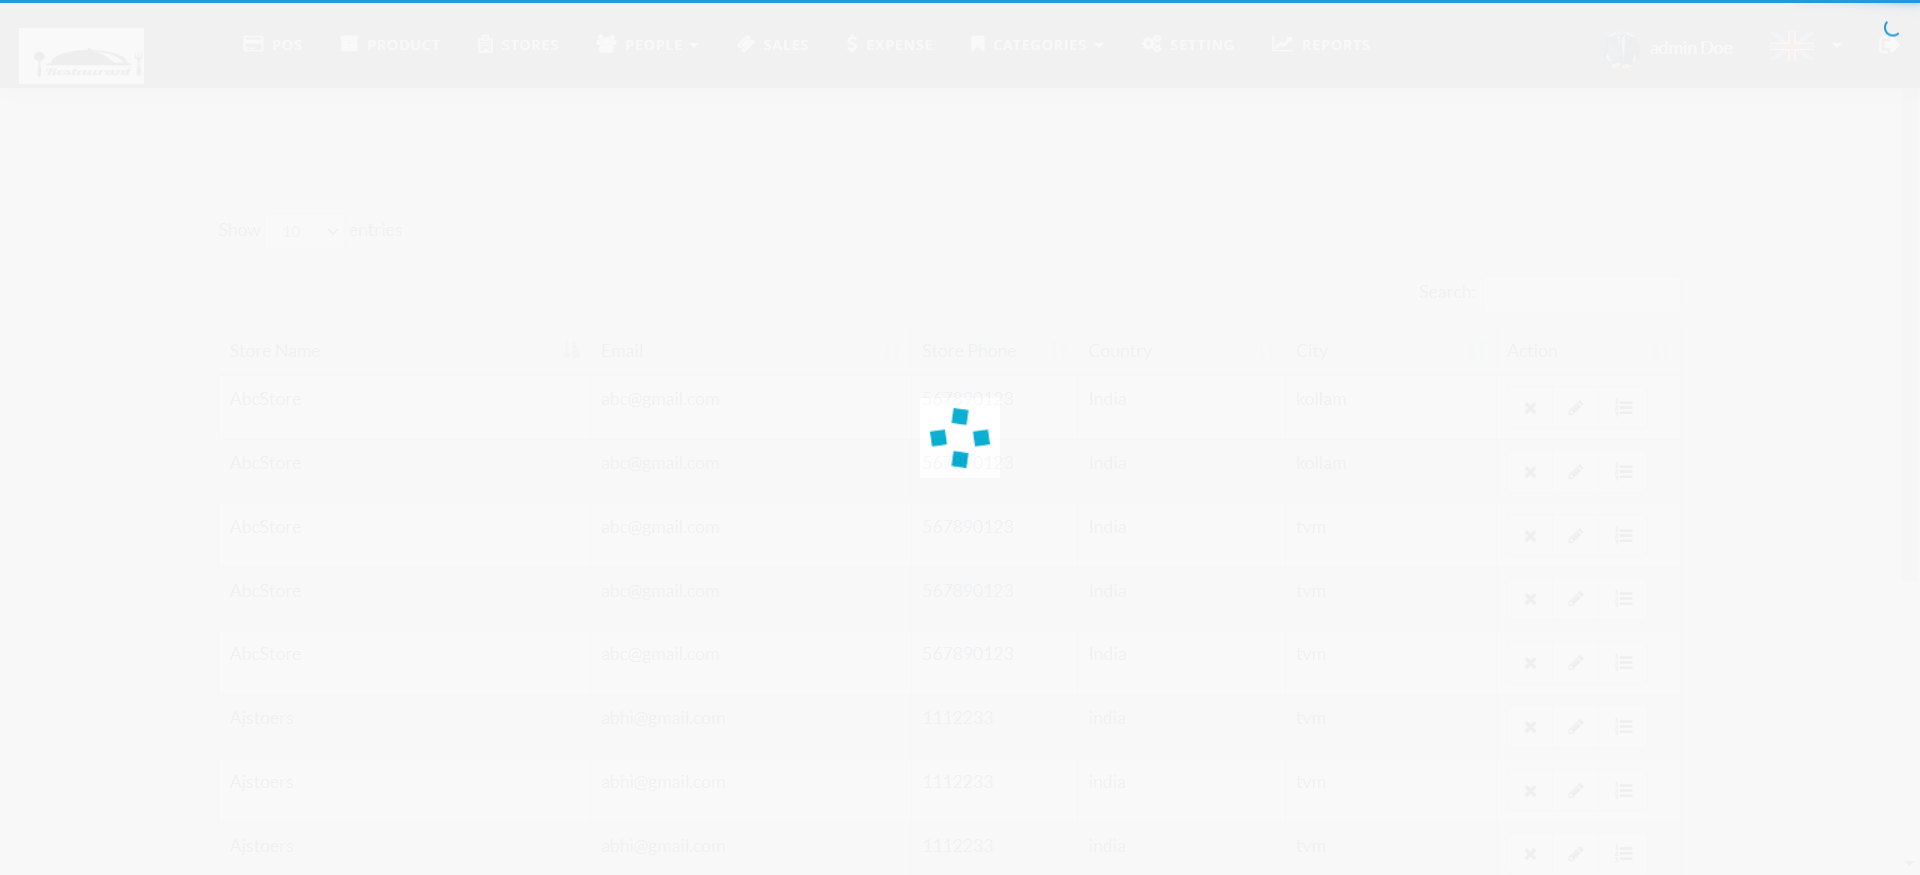 Restaurant
POS PRODUCT STORES PEOPLE SALES EXPENSE CATEGORIES SETTING REPORTS admin Doe
Show 10 entries
Search:
Store Name Email Store Phone Country City Action
AbcStore abc@gmail.com 567890123 India kollam
AbcStore abc@gmail.com 567890123 India kollam
AbcStore abc@gmail.com 567890123 India tvm
AbcStore abc@gmail.com 567890123 India tvm
AbcStore abc@gmail.com 567890123 India tvm
Ajstoers abhi@gmail.com 1112233 india tvm
Ajstoers abhi@gmail.com 1112233 india tvm
Ajstoers abhi@gmail.com 1112233 india tvm